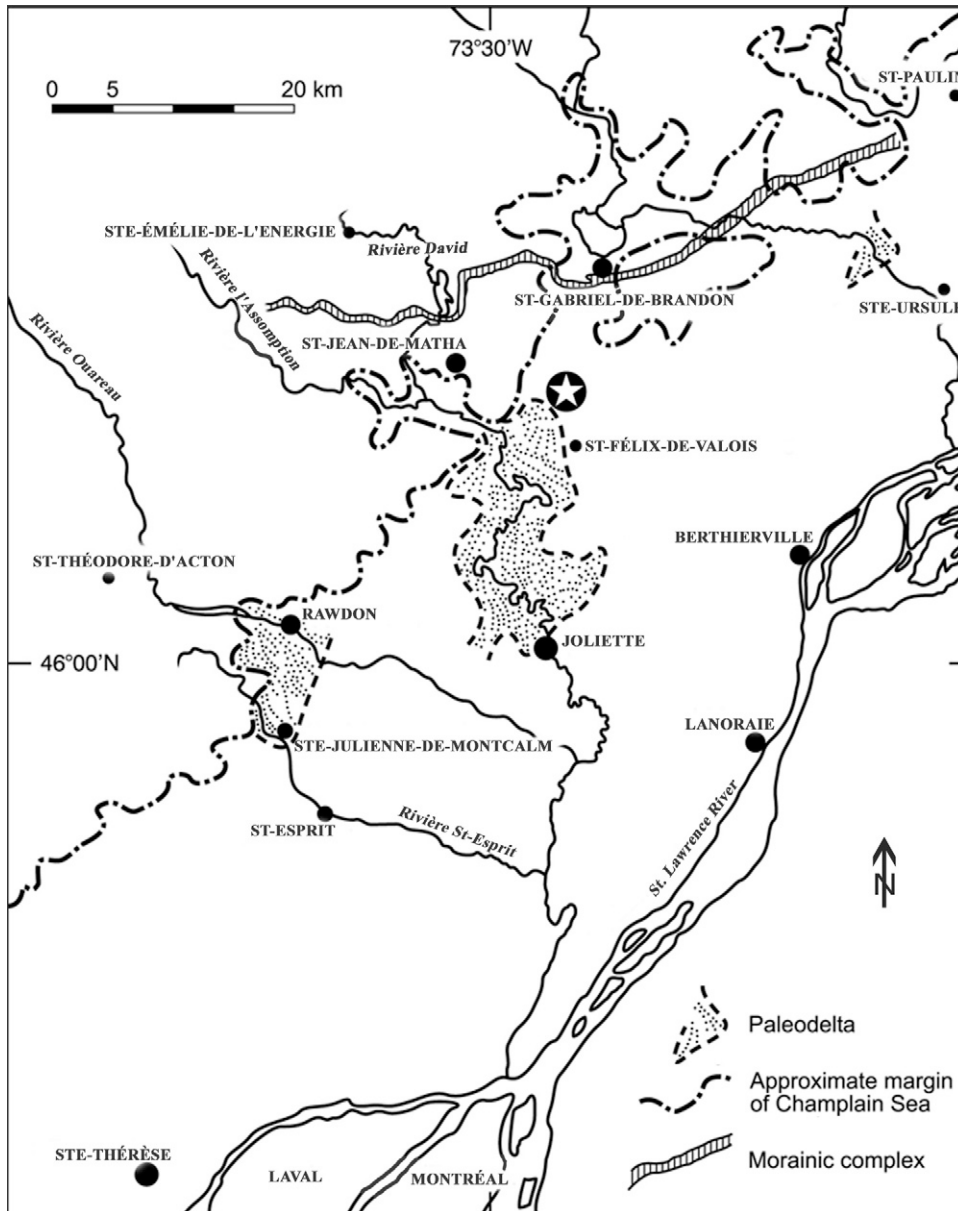 73°30'W
0 5 20 km
ST-PAULIN
STE-ÉMÉLIE-DE-L'ENERGIE
Rivière David
Rivière l'Assomption
ST-GABRIEL-DE-BRANDON
STE-URSULE
Rivière Ouareau
ST-JEAN-DE-MATHA
ST-FÉLIX-DE-VALOIS
BERTHIERVILLE
ST-THÉODORE-D'ACTON
RAWDON
JOLIETTE
46°00'N
LANORAIE
STE-JULIENNE-DE-MONTCALM
ST-ESPRIT
Rivière St-Esprit
St. Lawrence River
N
Paleodelta
Approximate margin
of Champlain Sea
Morainic complex
STE-THÉRÈSE
LAVAL
MONTRÉAL